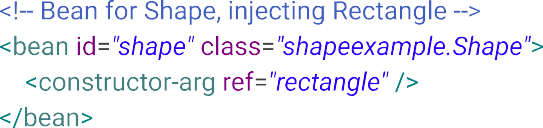 <!-- Bean for Shape, injecting Rectangle -->
<bean id="shape" class="shapeexample.Shape">
<constructor-arg ref="rectangle" />
</bean>